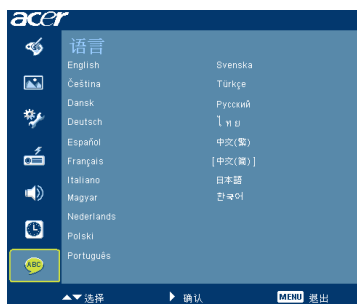 acer
语言
English
Čeština
Dansk
Deutsch
Español
Français
Italiano
Magyar
Nederlands
Polski
Português
Svenska
Türkçe
Русский
ไทย
中文(繁)
[中文(简)]
日本語
한국어
ABC
▲▼ 选择
▶ 确认
MENU 退出